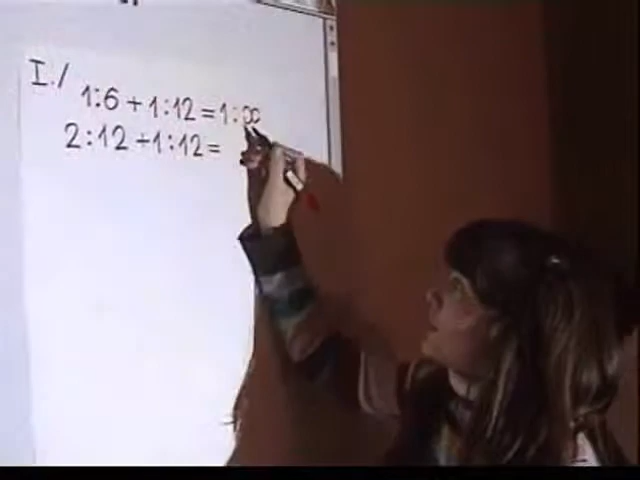 I./
1:6 + 1:12 = 1:∞
2:12 + 1:12 =